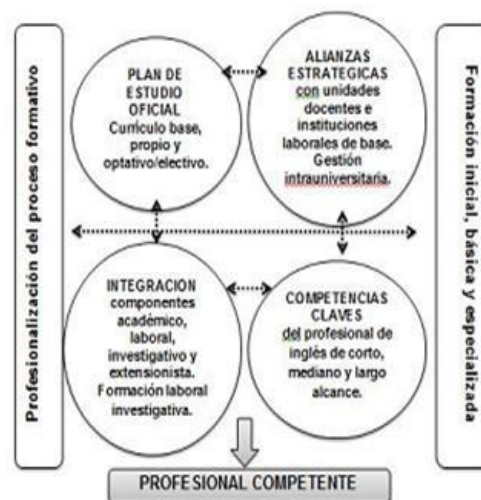 Profesionalización del proceso formativo
PLAN DE
ESTUDIO
OFICIAL
Currículo base,
propio y
optativo/electivo.
ALIANZAS
ESTRATEGICAS
con unidades
docentes e
instituciones
laborales de base.
Gestión
intrauniversitaria.
INTEGRACION
componentes
académico,
laboral,
investigativo y
extensionista.
Formación laboral
investigativa.
COMPETENCIAS
CLAVES
del profesional de
inglés de corto,
mediano y largo
alcance.
Formación inicial, básica y especializada
PROFESIONAL COMPETENTE